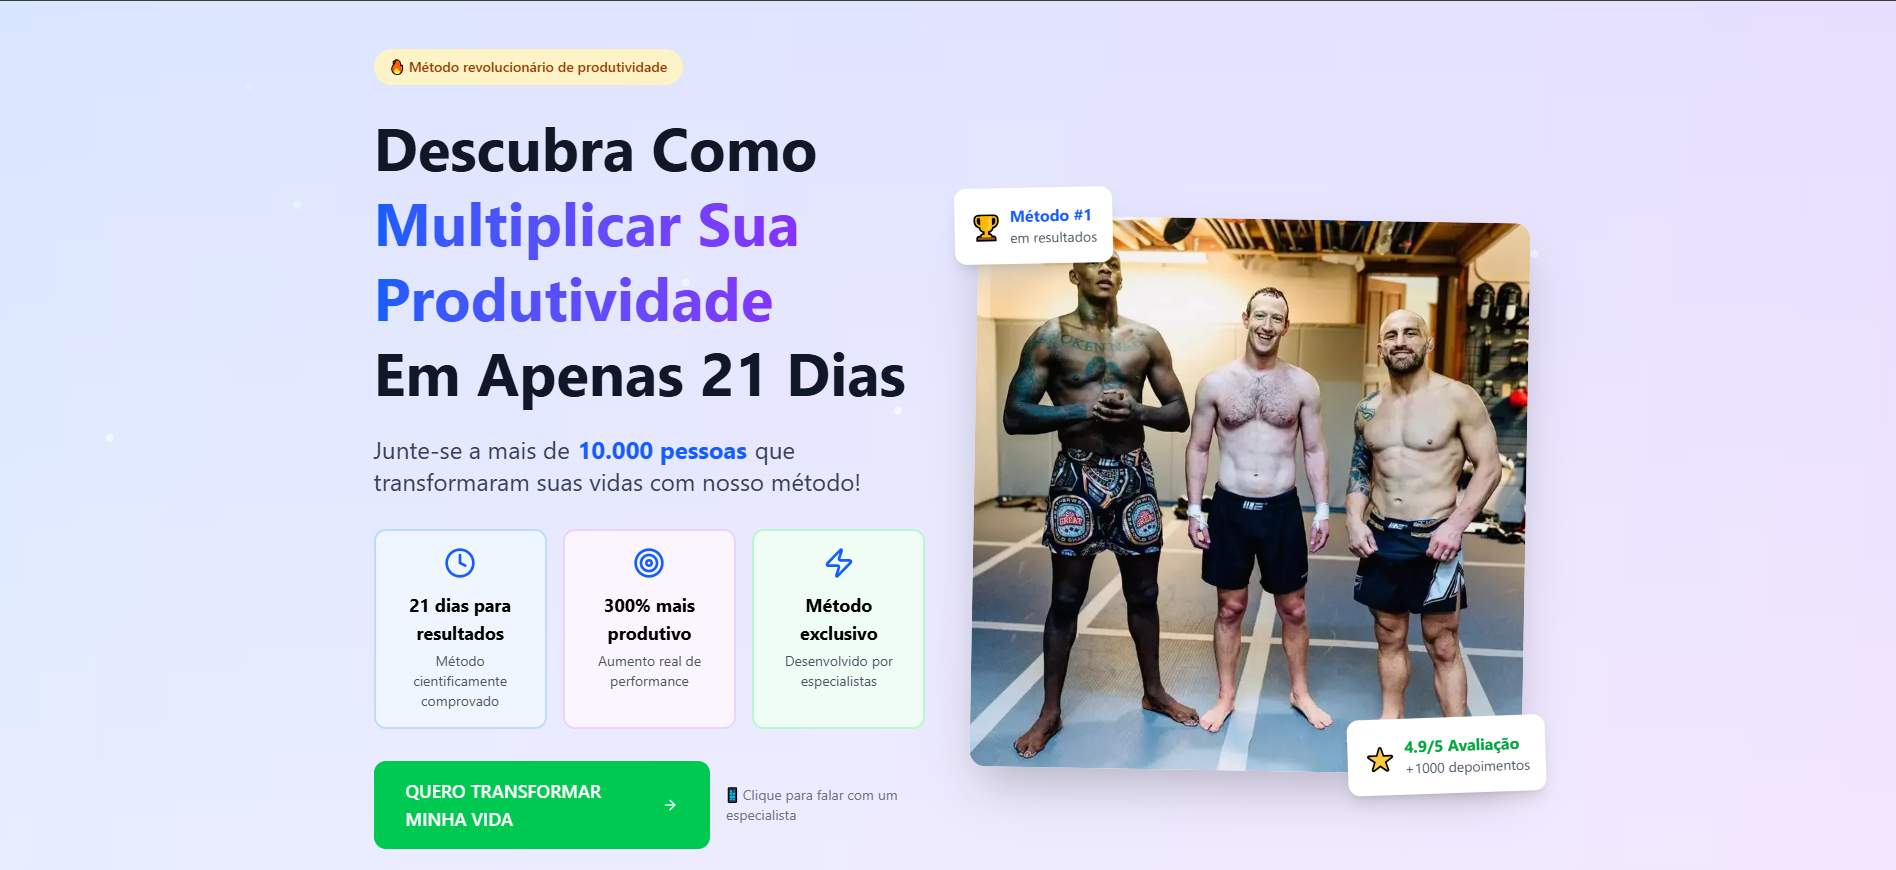 🔥 Método revolucionário de produtividade
Descubra Como
Multiplicar Sua
Produtividade
Em Apenas 21 Dias
Junte-se a mais de 10.000 pessoas que
transformaram suas vidas com nosso método!
21 dias para
resultados
Método
cientificamente
comprovado
300% mais
produtivo
Aumento real de
performance
Método
exclusivo
Desenvolvido por
especialistas
QUERO TRANSFORMAR
MINHA VIDA
📱 Clique para falar com um
especialista
🏆 Método #1
em resultados
⭐ 4.9/5 Avaliação
+1000 depoimentos